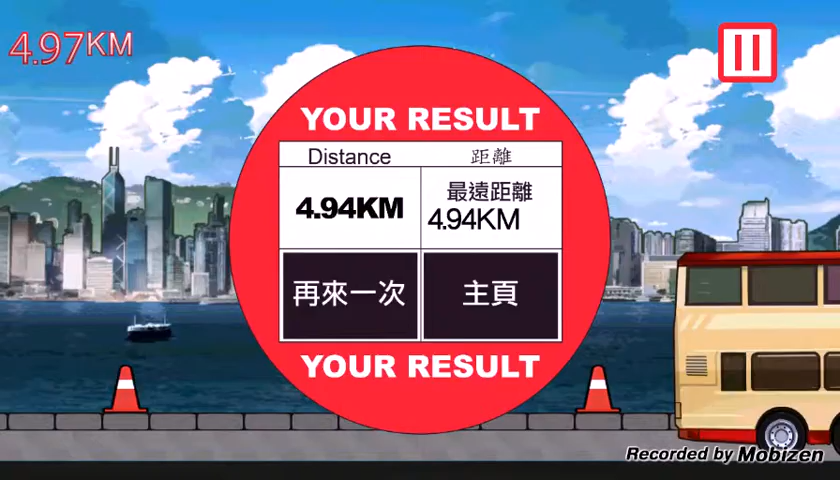 4.97KM
YOUR RESULT
Distance
距離
4.94KM
最遠距離
4.94KM
再來一次
主頁
YOUR RESULT
Recorded by Mobizen